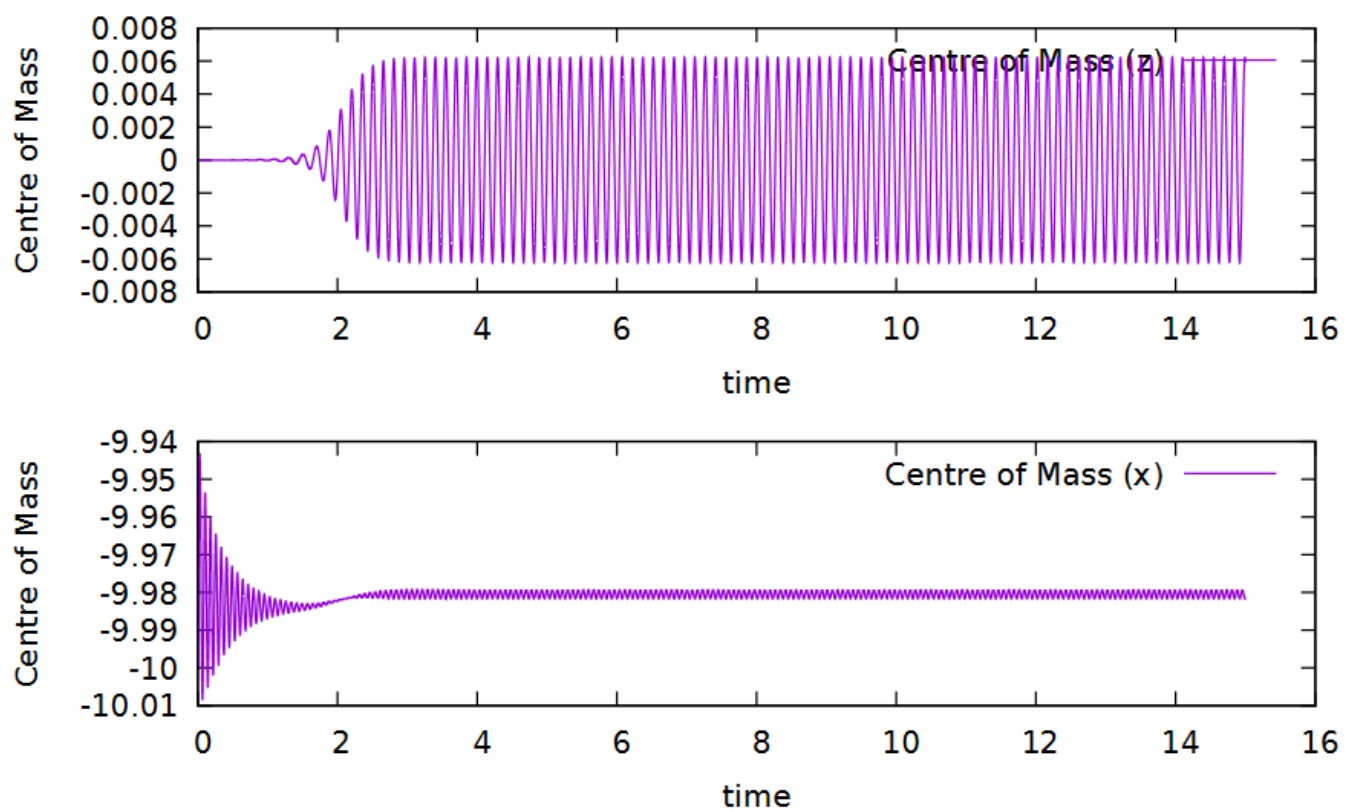 0.008
0.006
0.004
0.002
0
-0.002
-0.004
-0.006
-0.008
Centre of Mass
Centre of Mass (z)
0 2 4 6 8 10 12 14 16
time
-9.94
-9.95
-9.96
-9.97
-9.98
-9.99
-10
-10.01
Centre of Mass
Centre of Mass (x)
0 2 4 6 8 10 12 14 16
time